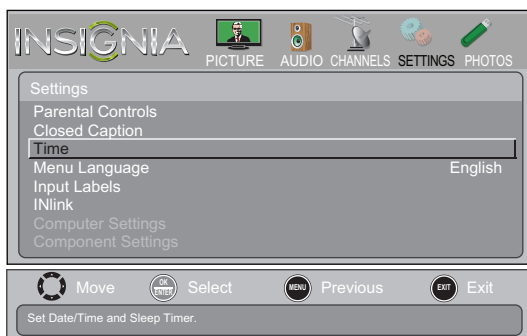 INSIGNIA
PICTURE AUDIO CHANNELS SETTINGS PHOTOS
Settings
Parental Controls
Closed Caption
Time
Menu Language English
Input Labels
INlink
Computer Settings
Component Settings
Move OK ENTER Select MENU Previous EXIT Exit
Set Date/Time and Sleep Timer.